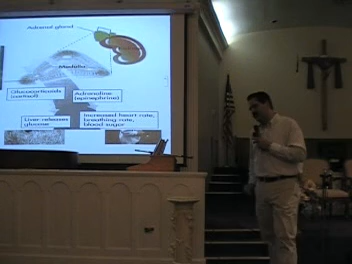 Adrenal gland
Medulla
Glucocorticoids
(cortisol)
Adrenaline
(epinephrine)
Liver releases
glucose
Increased heart rate,
breathing rate,
blood sugar